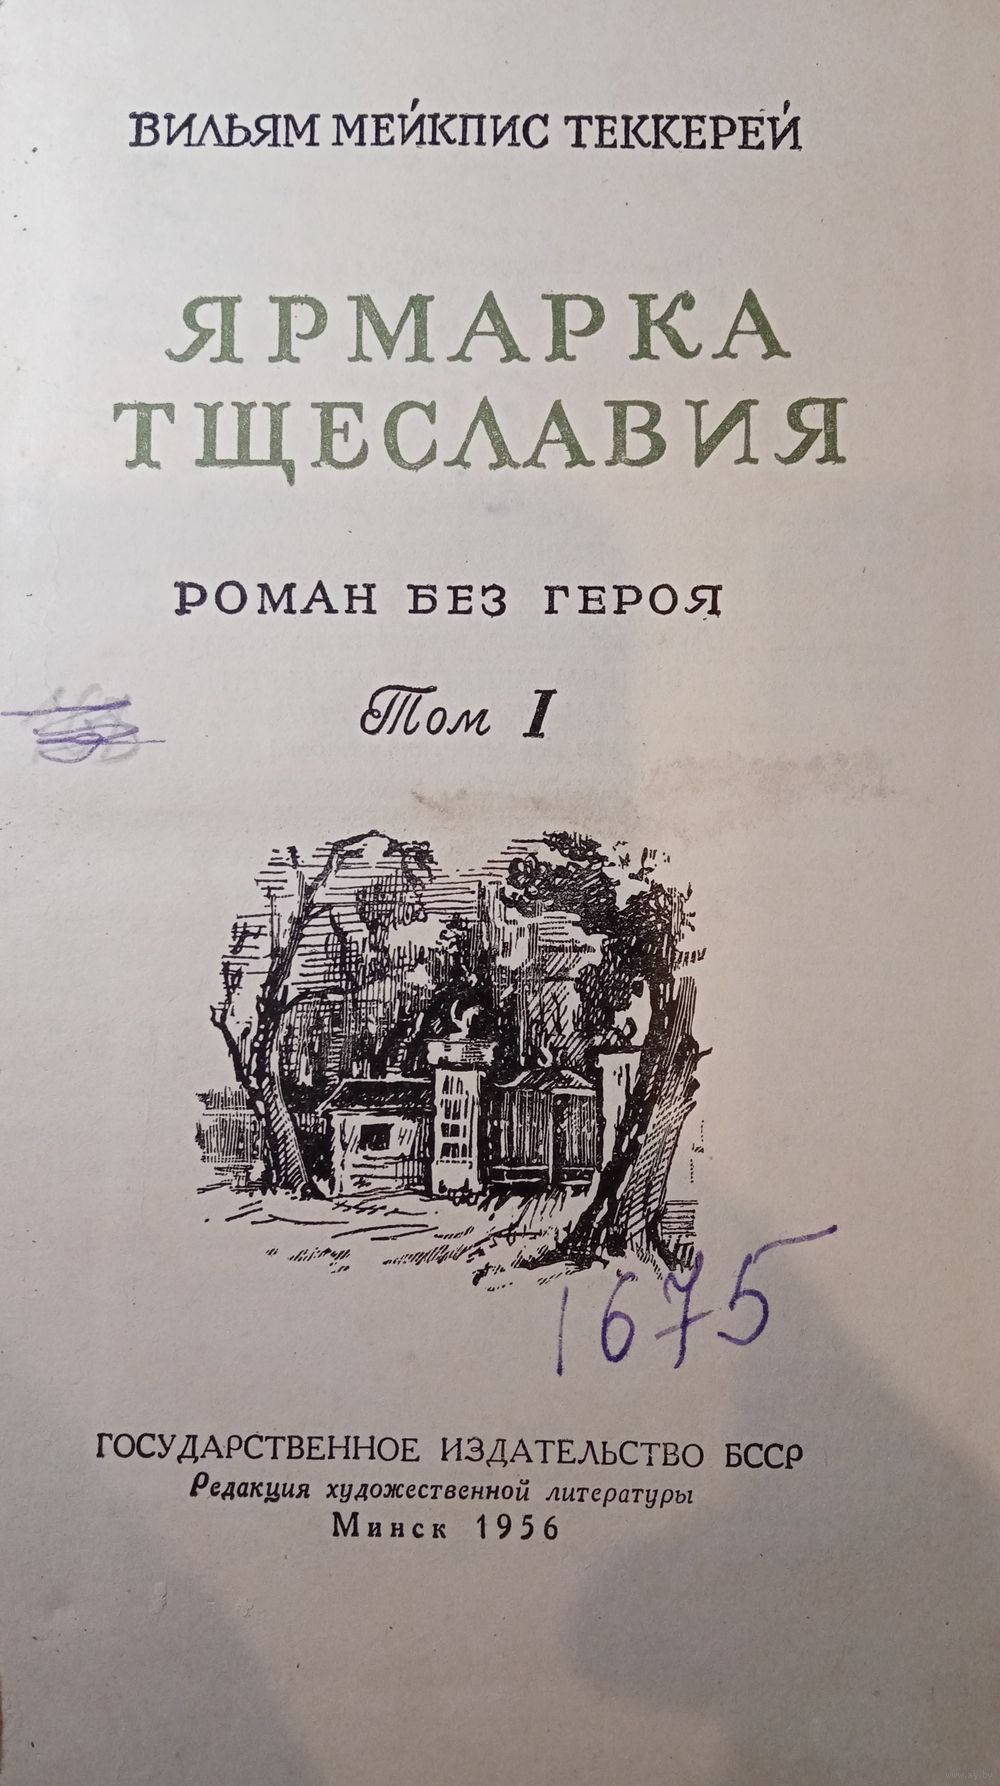 ВИЛЬЯМ МЕЙКПИС ТЕККЕРЕЙ
ЯРМАРКА
ТЩЕСЛАВИЯ
РОМАН БЕЗ ГЕРОЯ
Том I
1675
ГОСУДАРСТВЕННОЕ ИЗДАТЕЛЬСТВО БССР
Редакция художественной литературы
Минск 1956